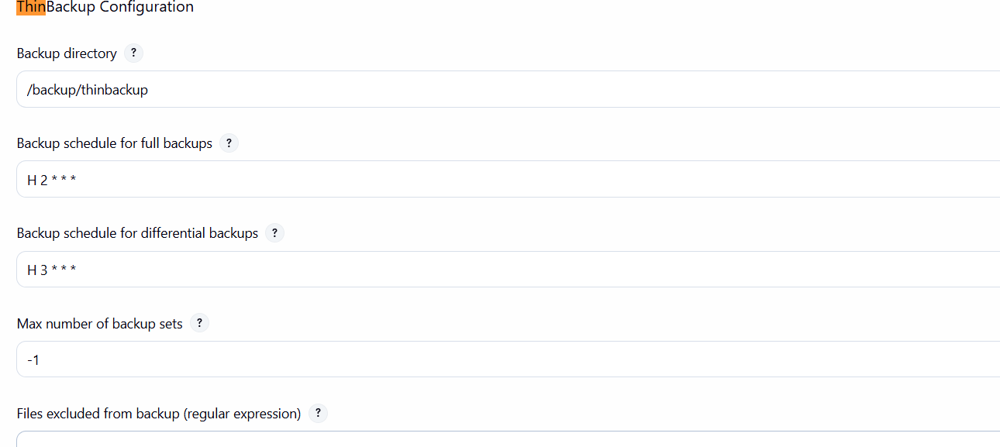 ThinBackup Configuration
Backup directory ?
/backup/thinbackup
Backup schedule for full backups ?
H 2 * * *
Backup schedule for differential backups ?
H 3 * * *
Max number of backup sets ?
-1
Files excluded from backup (regular expression) ?